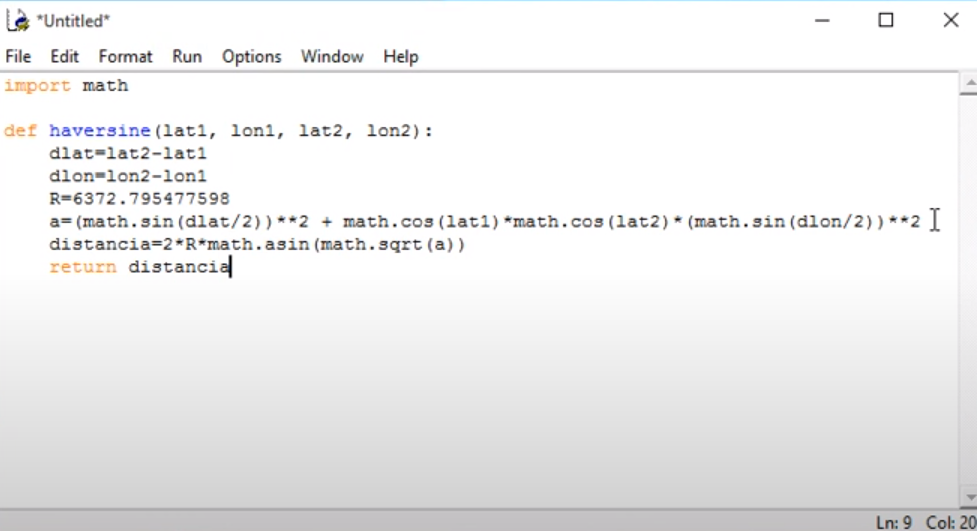 *Untitled*
File Edit Format Run Options Window Help
import math
def haversine(lat1, lon1, lat2, lon2):
    dlat=lat2-lat1
    dlon=lon2-lon1
    R=6372.795477598
    a=(math.sin(dlat/2))**2 + math.cos(lat1)*math.cos(lat2)*(math.sin(dlon/2))**2
    distancia=2*R*math.asin(math.sqrt(a))
    return distancia
Ln: 9 Col: 20